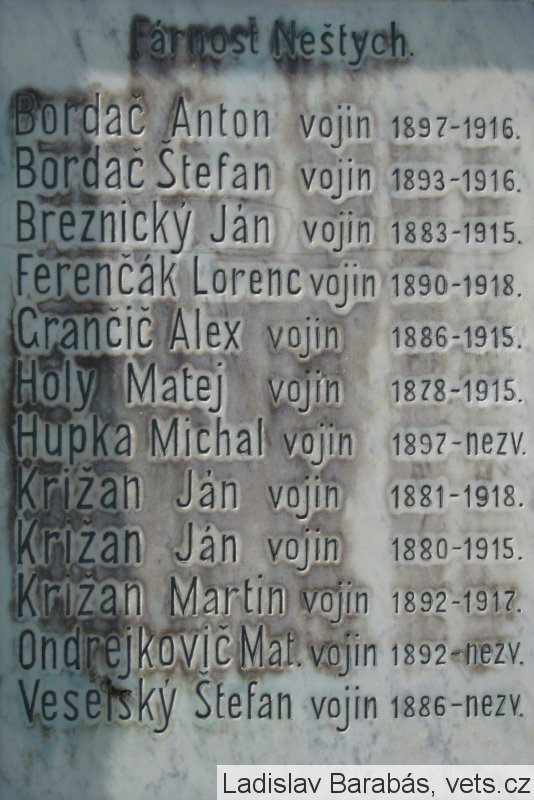 Fárnosť Neštych.
Bordač Anton vojin 1897-1916.
Bordač Štefan vojin 1893-1916.
Breznický Ján vojin 1883-1915.
Ferenčák Lorenc vojin 1890-1918.
Grančič Alex vojin 1886-1915.
Holy Matej vojin 1878-1915.
Hupka Michal vojin 1897-nezv.
Križan Ján vojin 1881-1918.
Križan Ján vojin 1880-1915.
Križan Martin vojin 1892-1917.
Ondrejkovič Mat. vojin 1892-nezv.
Veselský Štefan vojin 1886-nezv.
Ladislav Barabás, vets.cz